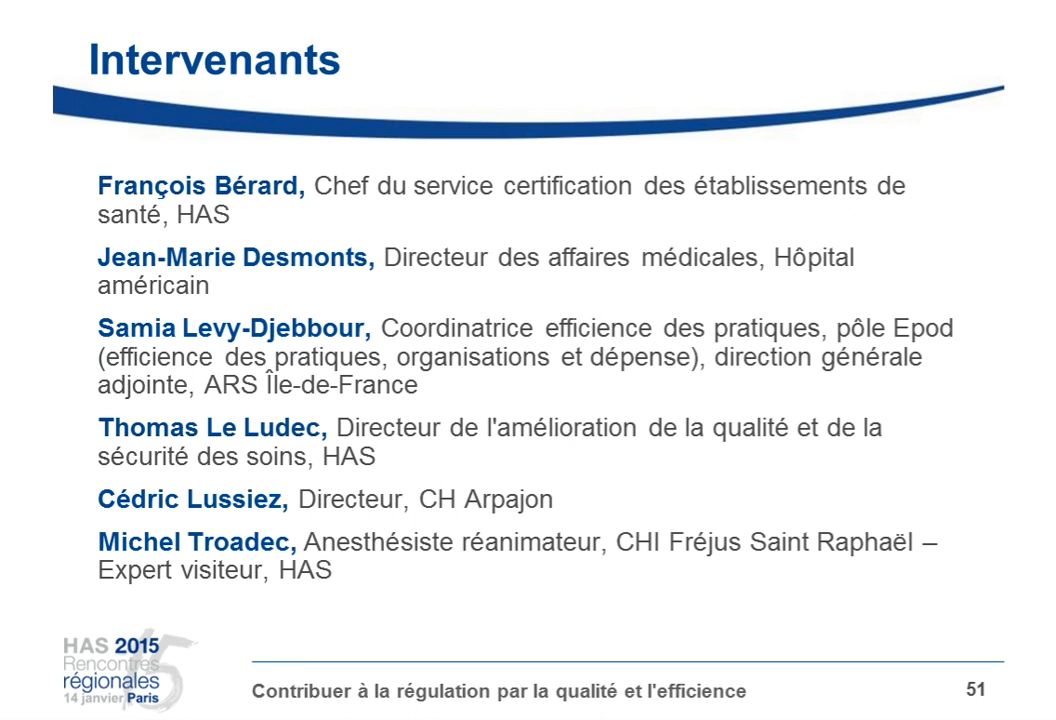 Intervenants
François Bérard, Chef du service certification des établissements de
santé, HAS
Jean-Marie Desmonts, Directeur des affaires médicales, Hôpital
américain
Samia Levy-Djebbour, Coordinatrice efficience des pratiques, pôle Epod
(efficience des pratiques, organisations et dépense), direction générale
adjointe, ARS Île-de-France
Thomas Le Ludec, Directeur de l'amélioration de la qualité et de la
sécurité des soins, HAS
Cédric Lussiez, Directeur, CH Arpajon
Michel Troadec, Anesthésiste réanimateur, CHI Fréjus Saint Raphaël –
Expert visiteur, HAS
HAS 2015
Rencontres
régionales
14 janvier Paris
15
Contribuer à la régulation par la qualité et l'efficience
51